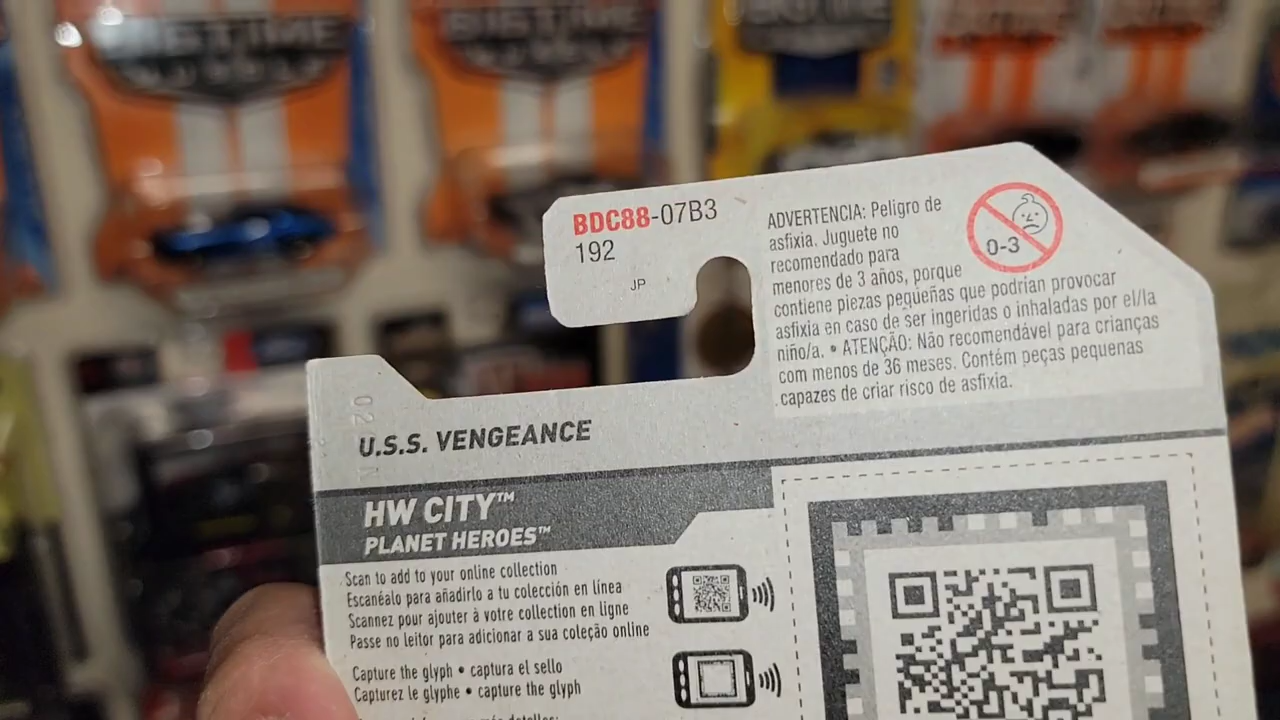 BIGTIME
MUSCLE
BIGTIME
MUSCLE
BDC88-07B3
192
JP
ADVERTENCIA: Peligro de
asfixia. Juguete no
recomendado para
menores de 3 años, porque
contiene piezas pequeñas que podrían provocar
asfixia en caso de ser ingeridas o inhaladas por el/la
niño/a. • ATENÇÃO: Não recomendável para crianças
com menos de 36 meses. Contém peças pequenas
capazes de criar risco de asfixia.
0-3
U.S.S. VENGEANCE
HW CITY™
PLANET HEROES™
Scan to add to your online collection
Escanéalo para añadirlo a tu colección en línea
Scannez pour ajouter à votre collection en ligne
Passe no leitor para adicionar a sua coleção online
Capture the glyph • captura el sello
Capturez le glyphe • capture the glyph